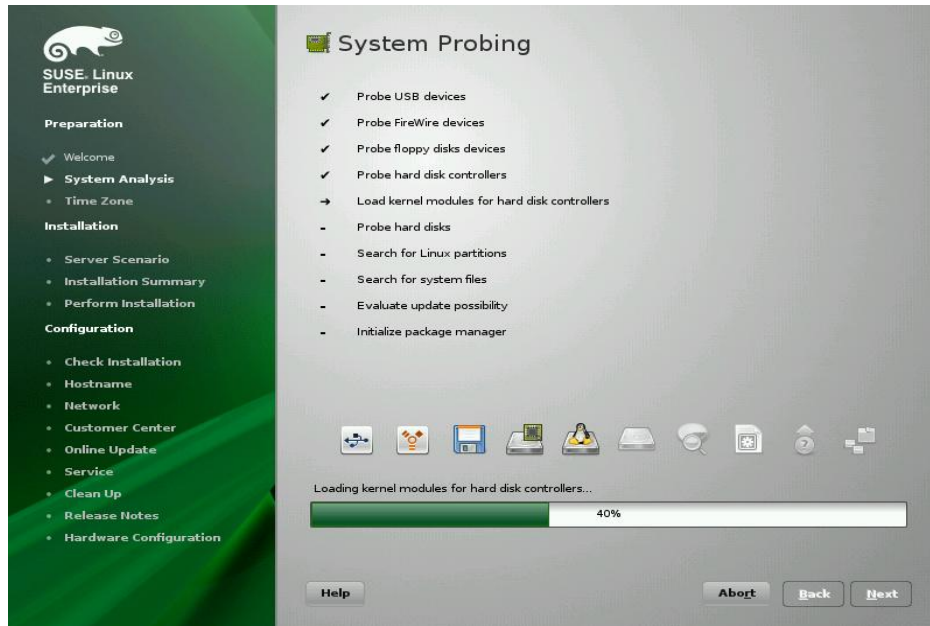 SUSE. Linux
Enterprise
Preparation
Welcome
System Analysis
Time Zone
Installation
Server Scenario
Installation Summary
Perform Installation
Configuration
Check Installation
Hostname
Network
Customer Center
Online Update
Service
Clean Up
Release Notes
Hardware Configuration
System Probing
Probe USB devices
Probe FireWire devices
Probe floppy disks devices
Probe hard disk controllers
Load kernel modules for hard disk controllers
Probe hard disks
Search for Linux partitions
Search for system files
Evaluate update possibility
Initialize package manager
Loading kernel modules for hard disk controllers...
40%
Help
Abort
Back
Next